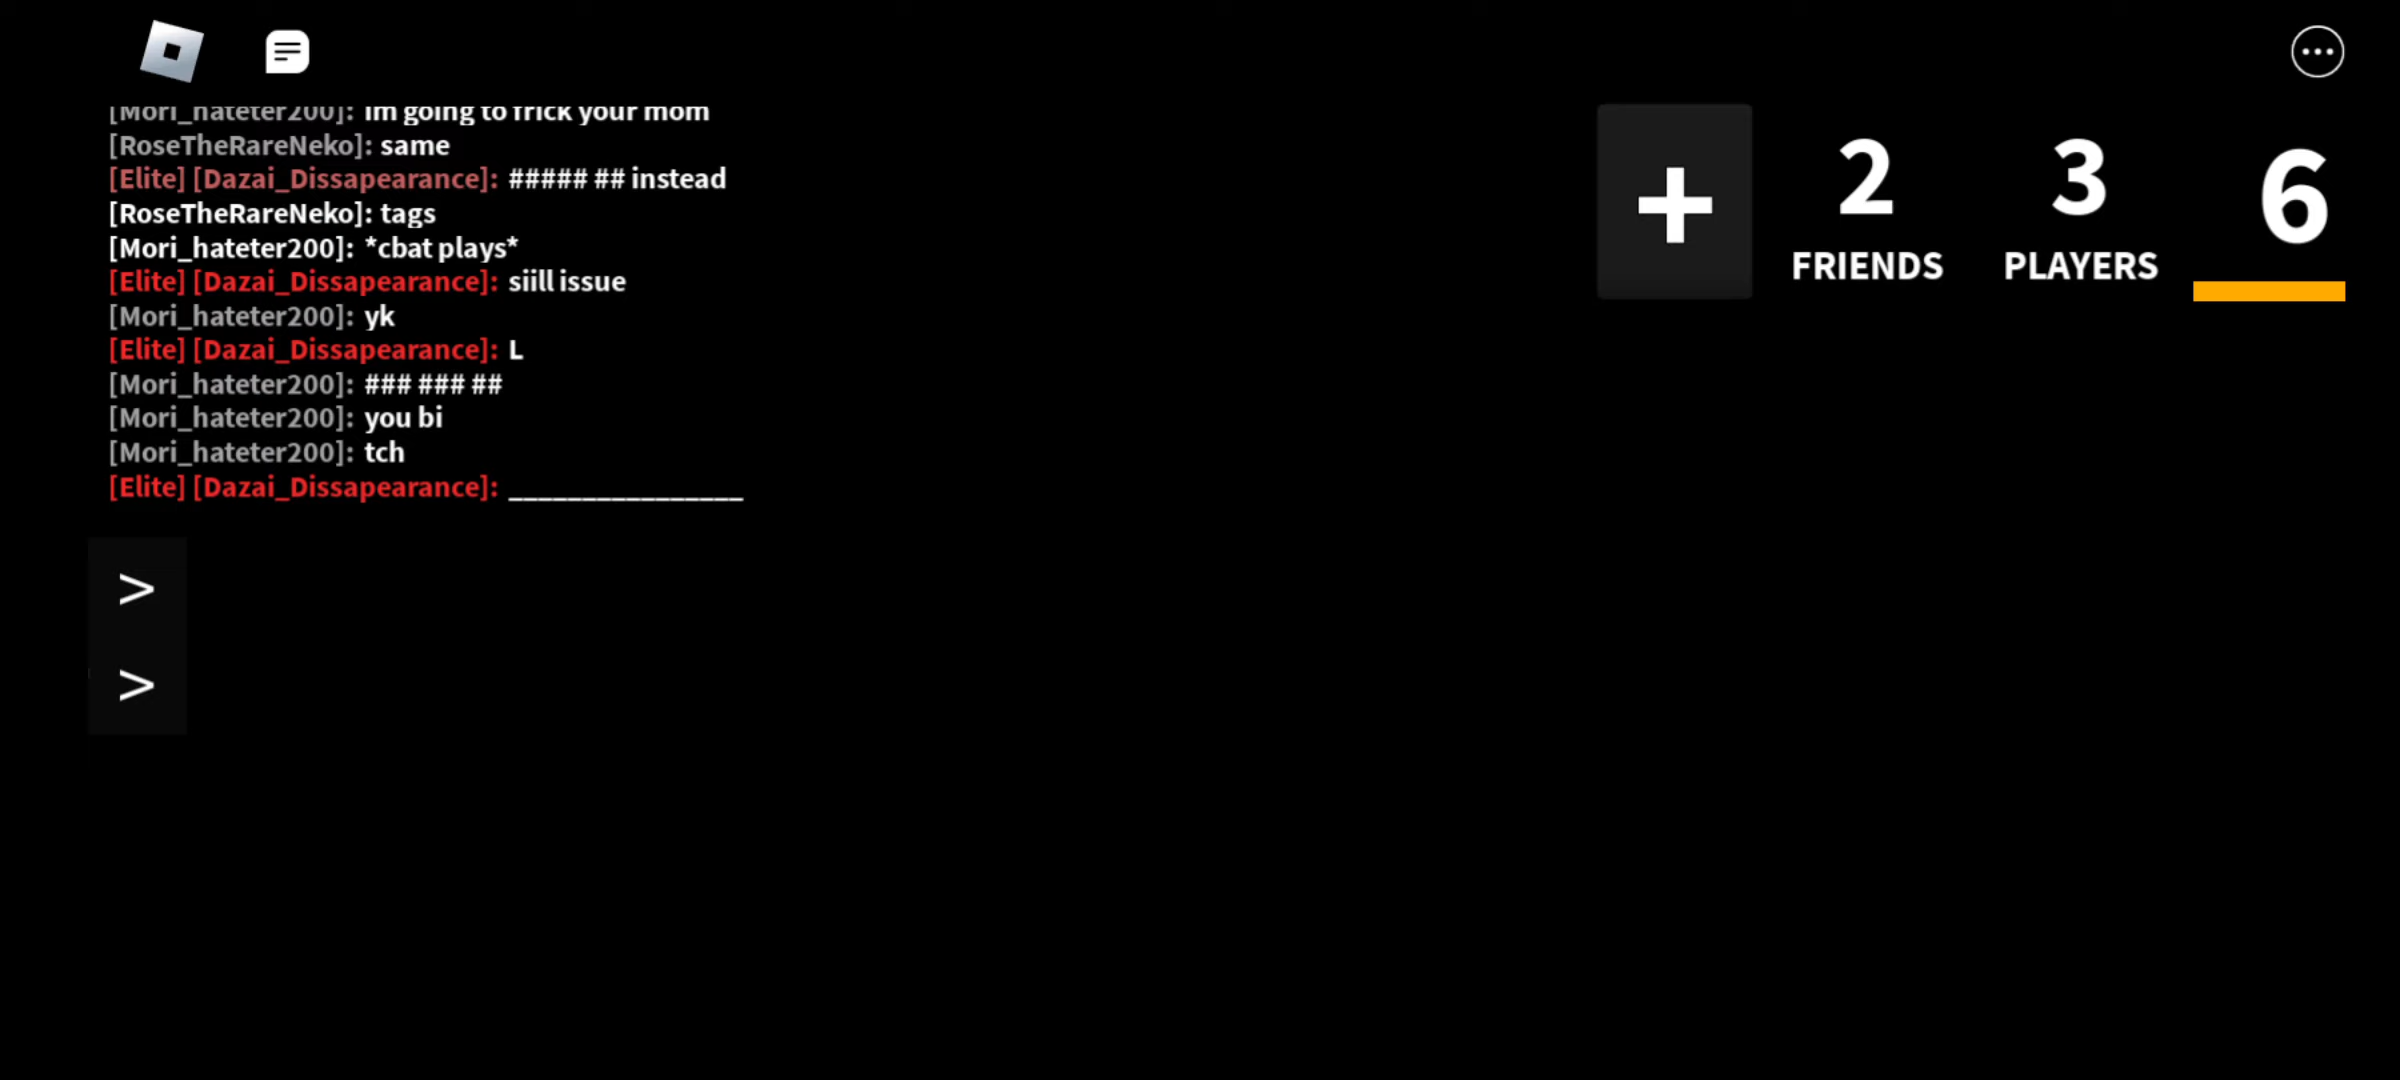 [Mori_hateter200]: im going to frick your mom
[RoseTheRareNeko]: same
[Elite] [Dazai_Dissapearance]: ##### ## instead
[RoseTheRareNeko]: tags
[Mori_hateter200]: *cbat plays*
[Elite] [Dazai_Dissapearance]: siill issue
[Mori_hateter200]: yk
[Elite] [Dazai_Dissapearance]: L
[Mori_hateter200]: ### ### ##
[Mori_hateter200]: you bi
[Mori_hateter200]: tch
[Elite] [Dazai_Dissapearance]: ________________
>
>
+
2
FRIENDS
3
PLAYERS
6